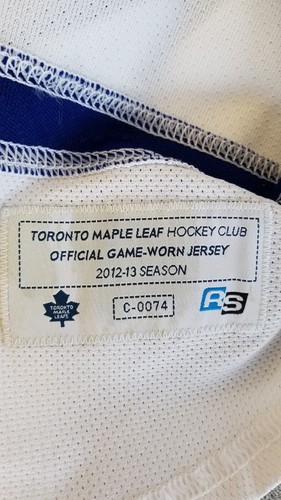 TORONTO MAPLE LEAF HOCKEY CLUB
OFFICIAL GAME-WORN JERSEY
2012-13 SEASON
TORONTO
MAPLE
LEAFS
C-0074
RS